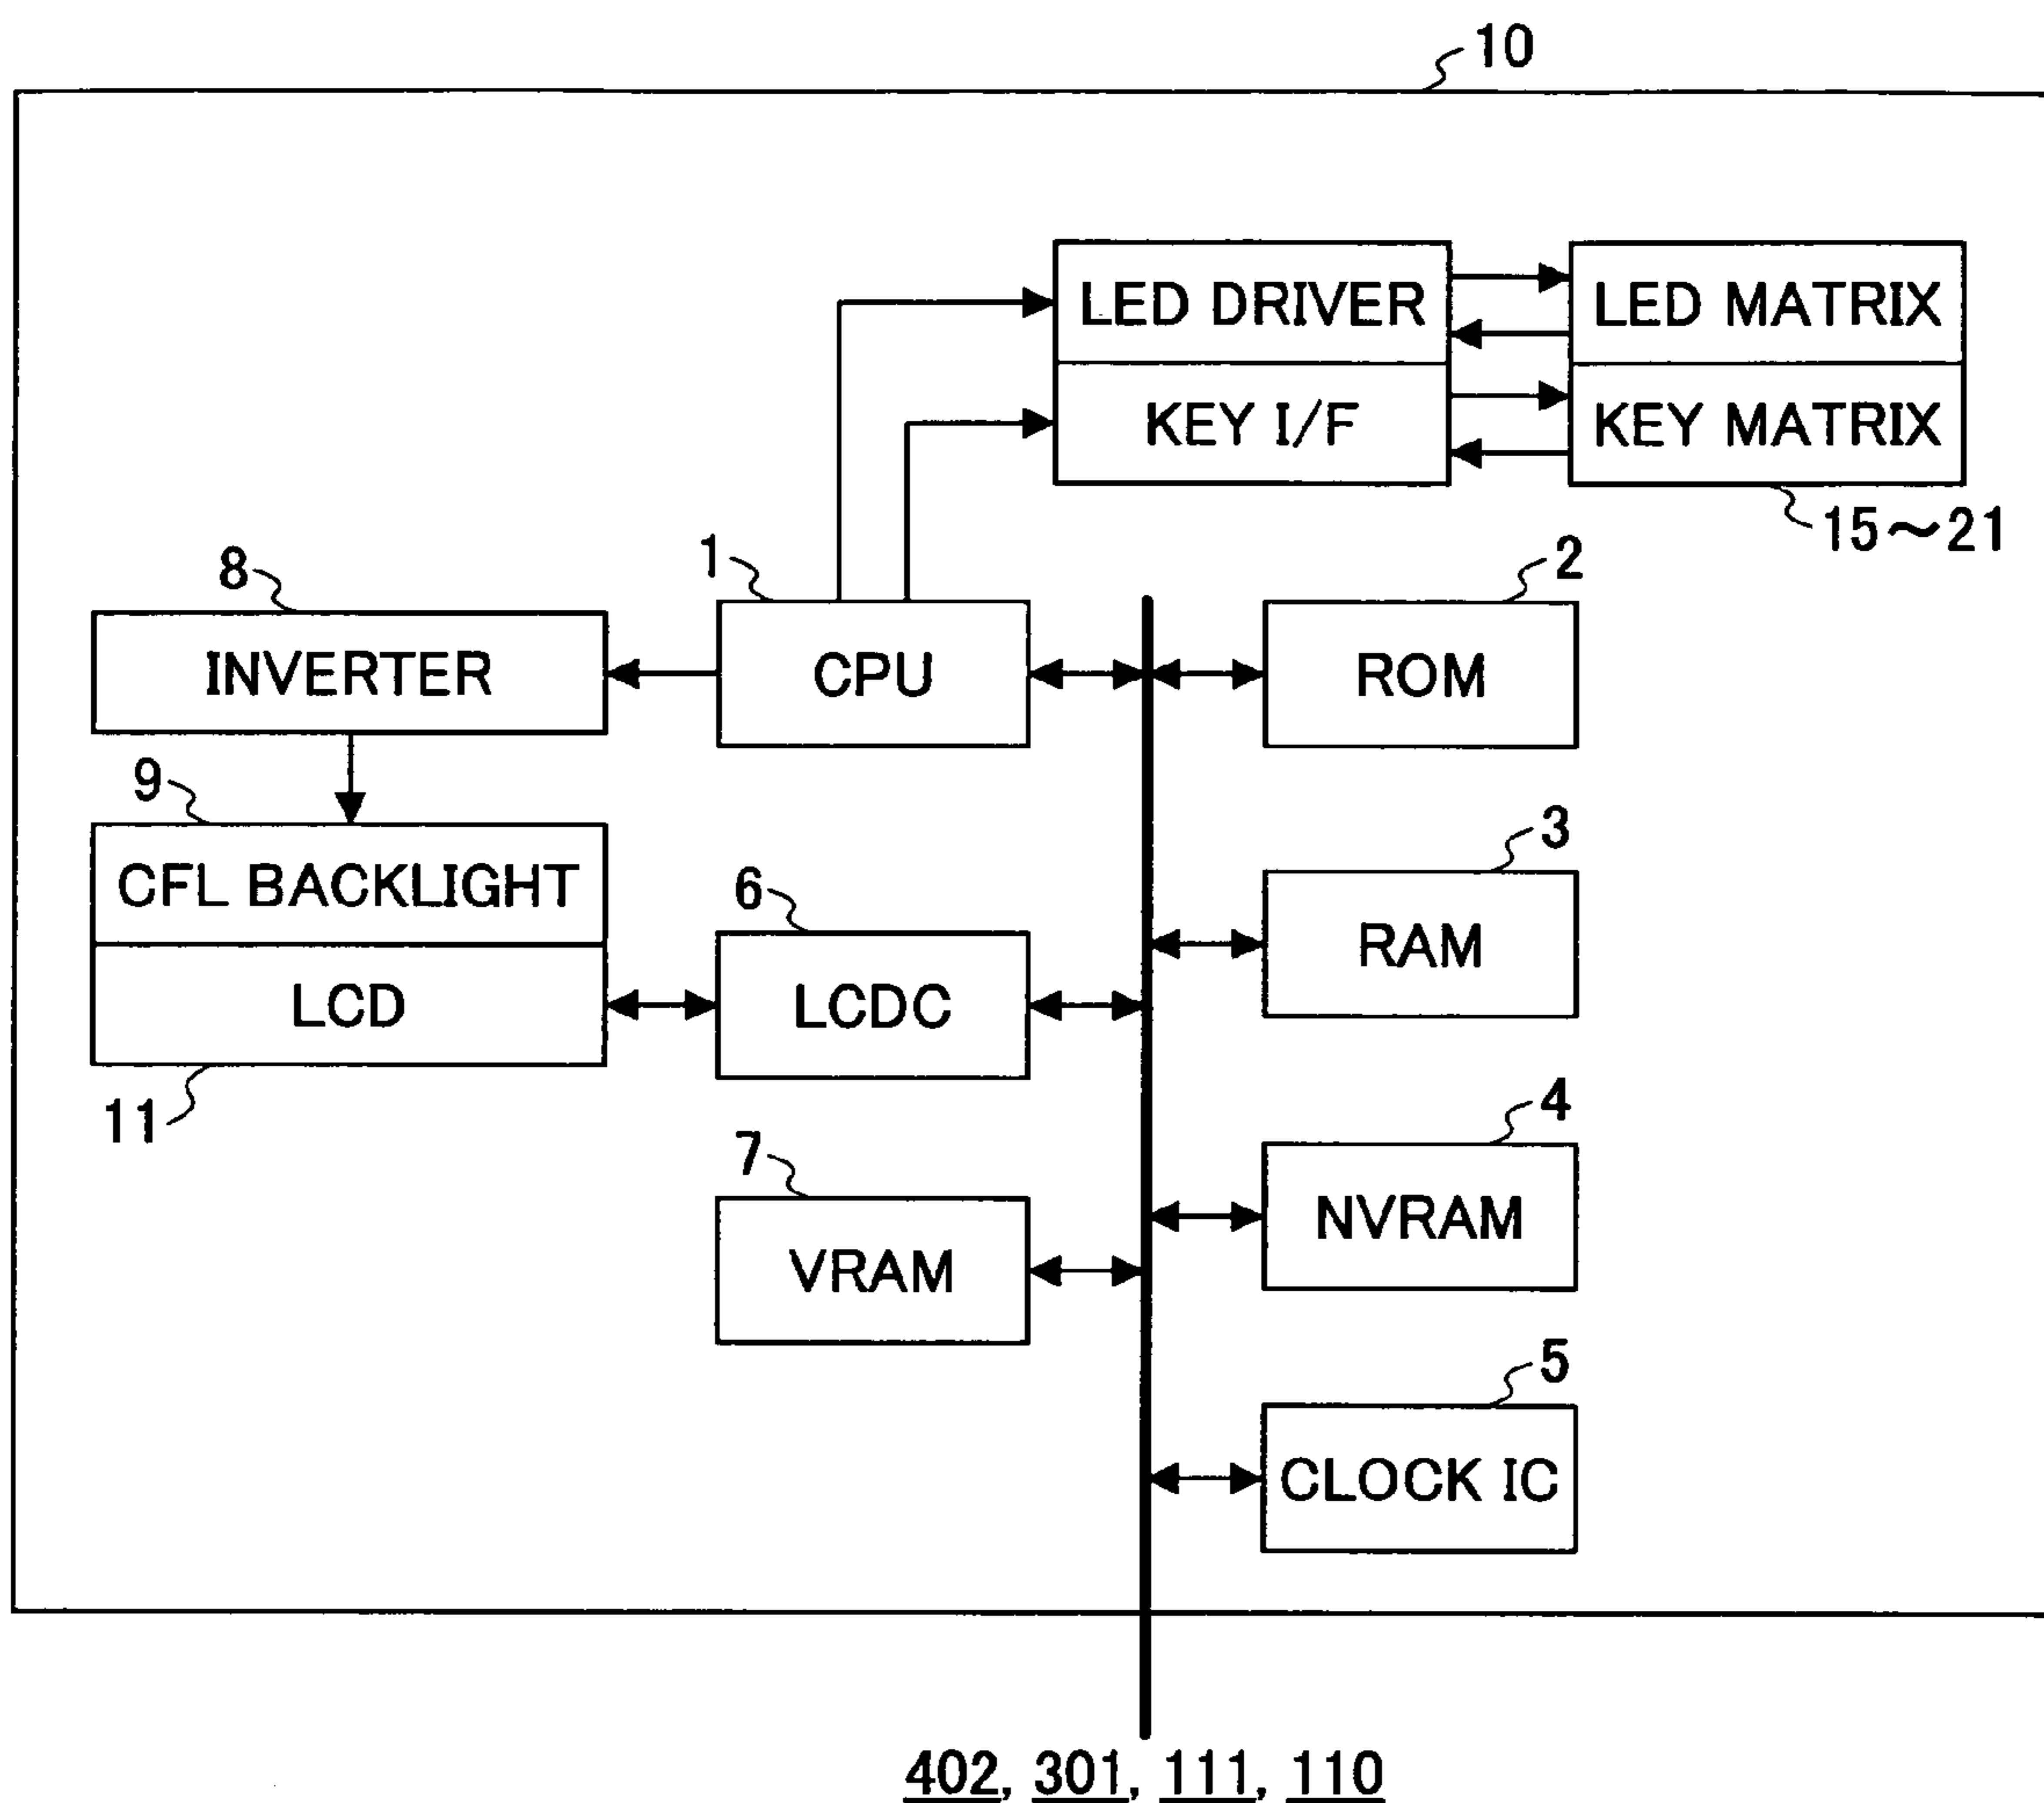 10
LED DRIVER
LED MATRIX
KEY I/F
KEY MATRIX
15～21
8
1
2
INVERTER
CPU
ROM
9
3
CFL BACKLIGHT
6
RAM
LCD
LCDC
11
4
7
NVRAM
VRAM
5
CLOCK IC
402, 301, 111, 110